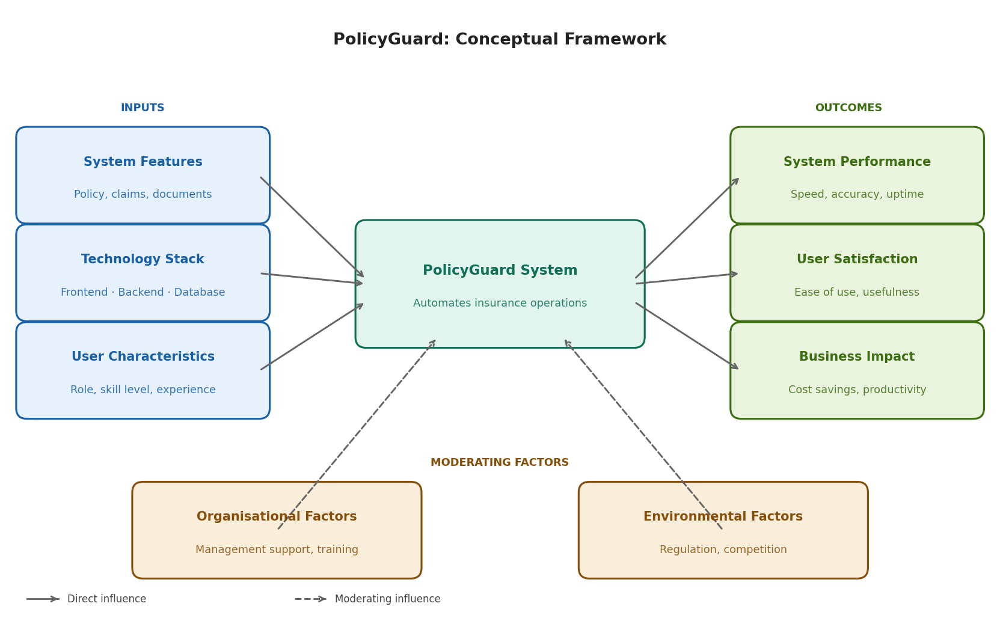 PolicyGuard: Conceptual Framework
INPUTS
System Features
Policy, claims, documents
Technology Stack
Frontend · Backend · Database
User Characteristics
Role, skill level, experience
PolicyGuard System
Automates insurance operations
OUTCOMES
System Performance
Speed, accuracy, uptime
User Satisfaction
Ease of use, usefulness
Business Impact
Cost savings, productivity
MODERATING FACTORS
Organisational Factors
Management support, training
Environmental Factors
Regulation, competition
Direct influence
Moderating influence